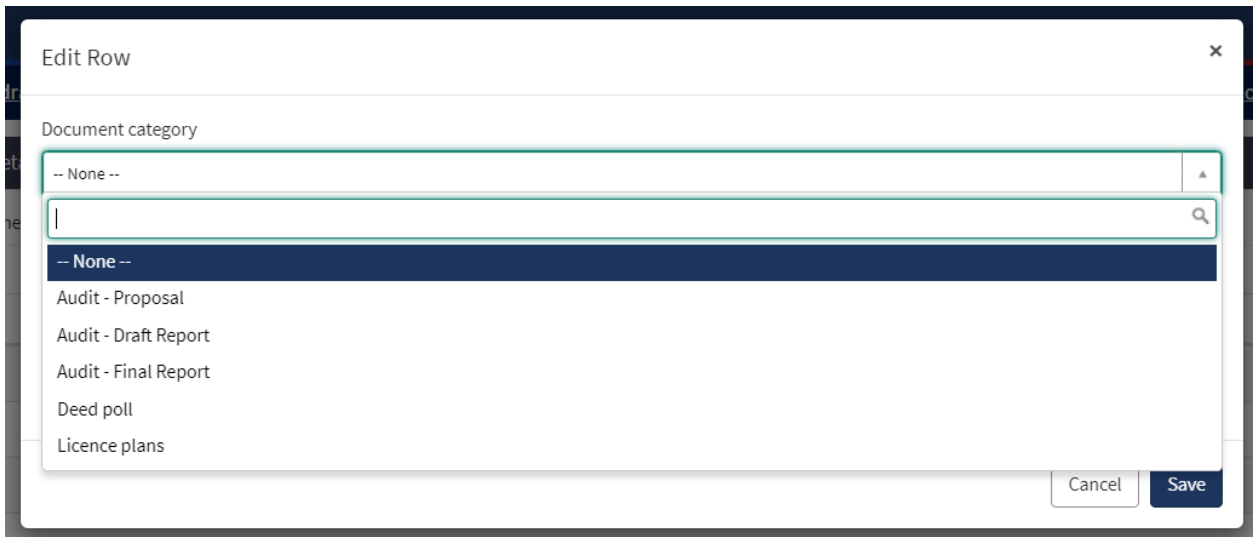 Edit Row
×
Document category
-- None --
-- None --
Audit - Proposal
Audit - Draft Report
Audit - Final Report
Deed poll
Licence plans
Cancel
Save